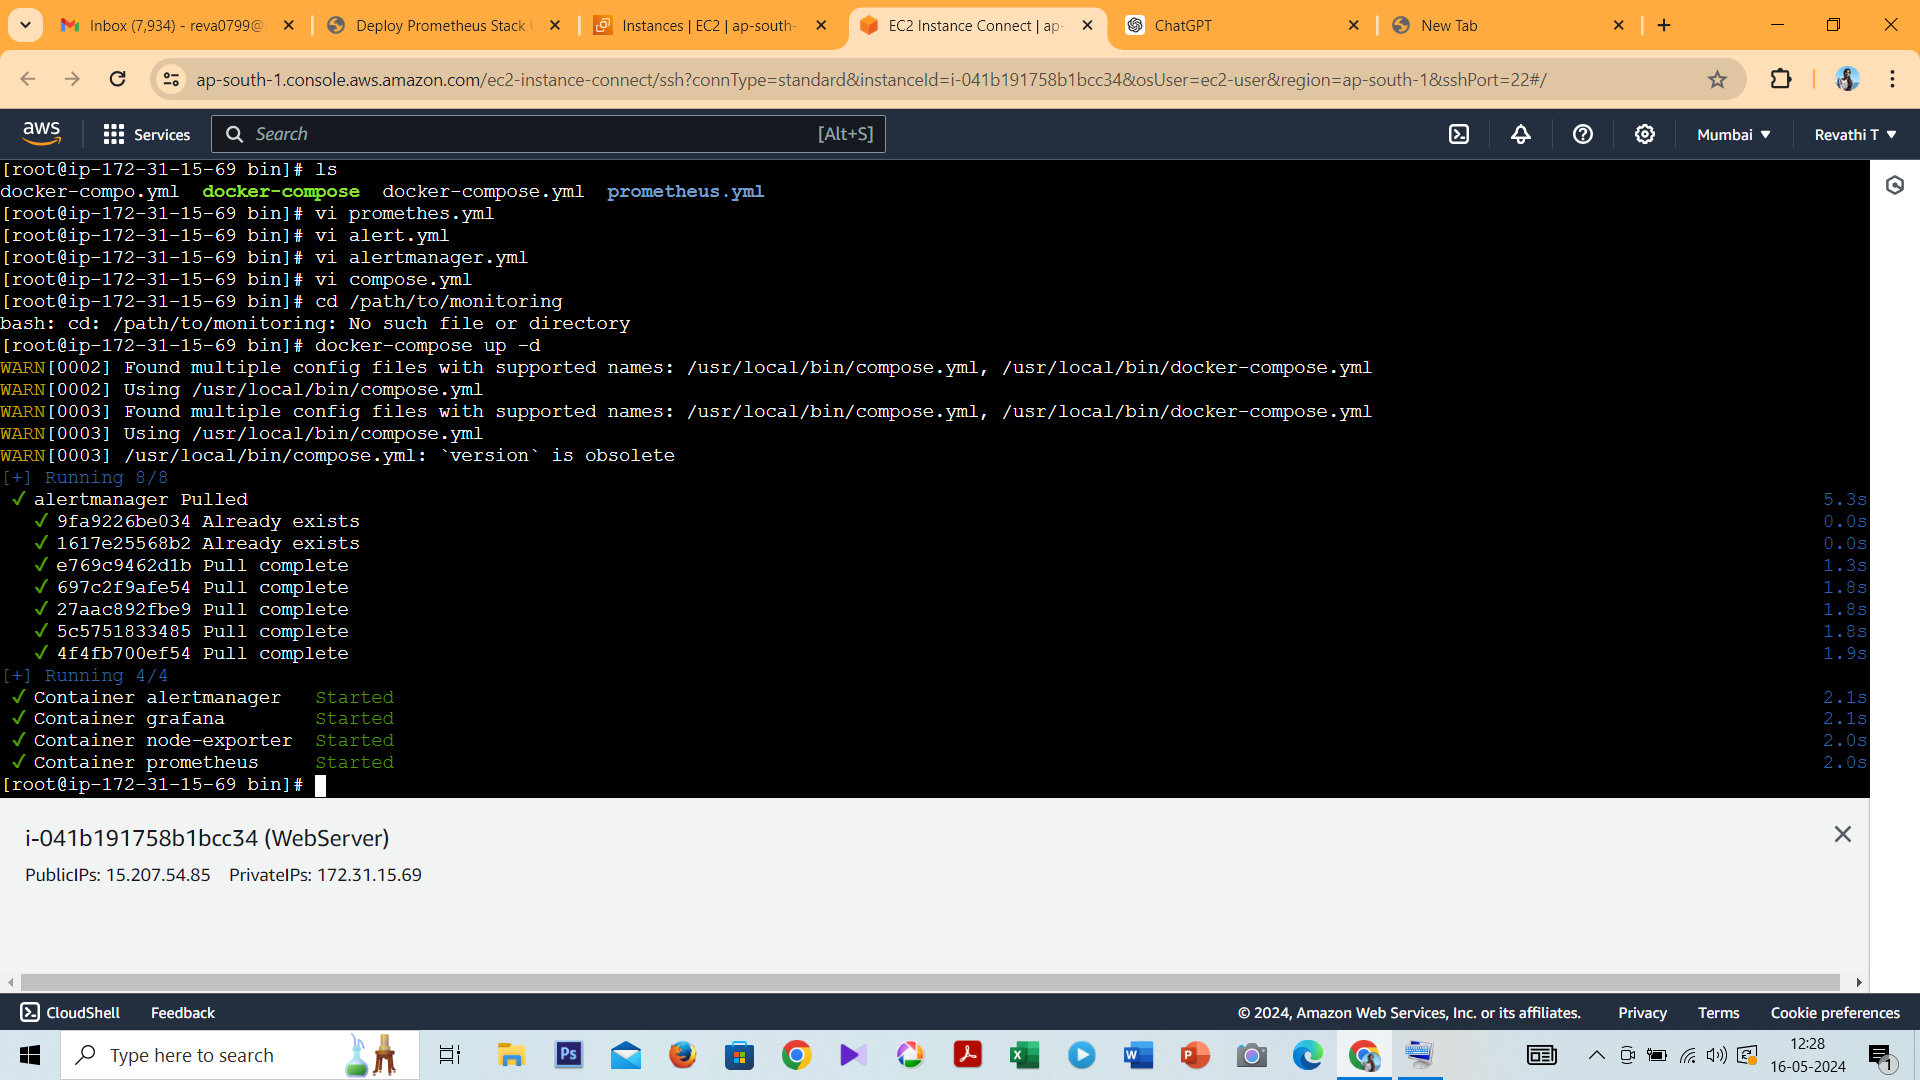 Inbox (7,934) - reva0799@
Deploy Prometheus Stack
Instances | EC2 | ap-south-
EC2 Instance Connect | ap-
ChatGPT
New Tab
ap-south-1.console.aws.amazon.com/ec2-instance-connect/ssh?connType=standard&instanceId=i-041b191758b1bcc34&osUser=ec2-user&region=ap-south-1&sshPort=22#/
aws Services Search [Alt+S] Mumbai Revathi T
[root@ip-172-31-15-69 bin]# ls
docker-compo.yml docker-compose docker-compose.yml prometheus.yml
[root@ip-172-31-15-69 bin]# vi promethes.yml
[root@ip-172-31-15-69 bin]# vi alert.yml
[root@ip-172-31-15-69 bin]# vi alertmanager.yml
[root@ip-172-31-15-69 bin]# vi compose.yml
[root@ip-172-31-15-69 bin]# cd /path/to/monitoring
bash: cd: /path/to/monitoring: No such file or directory
[root@ip-172-31-15-69 bin]# docker-compose up -d
WARN[0002] Found multiple config files with supported names: /usr/local/bin/compose.yml, /usr/local/bin/docker-compose.yml
WARN[0002] Using /usr/local/bin/compose.yml
WARN[0003] Found multiple config files with supported names: /usr/local/bin/compose.yml, /usr/local/bin/docker-compose.yml
WARN[0003] Using /usr/local/bin/compose.yml
WARN[0003] /usr/local/bin/compose.yml: `version` is obsolete
[+] Running 8/8
✓ alertmanager Pulled 5.3s
✓ 9fa9226be034 Already exists 0.0s
✓ 1617e25568b2 Already exists 0.0s
✓ e769c9462d1b Pull complete 1.3s
✓ 697c2f9afe54 Pull complete 1.8s
✓ 27aac892fbe9 Pull complete 1.8s
✓ 5c5751833485 Pull complete 1.8s
✓ 4f4fb700ef54 Pull complete 1.9s
[+] Running 4/4
✓ Container alertmanager Started 2.1s
✓ Container grafana Started 2.1s
✓ Container node-exporter Started 2.0s
✓ Container prometheus Started 2.0s
[root@ip-172-31-15-69 bin]#
i-041b191758b1bcc34 (WebServer)
PublicIPs: 15.207.54.85 PrivateIPs: 172.31.15.69
CloudShell Feedback © 2024, Amazon Web Services, Inc. or its affiliates. Privacy Terms Cookie preferences
Type here to search
Ps
12:28
16-05-2024
1